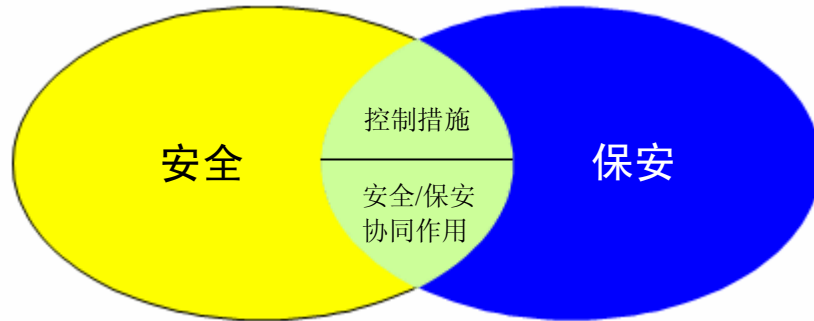 安全
控制措施
安全/保安
协同作用
保安